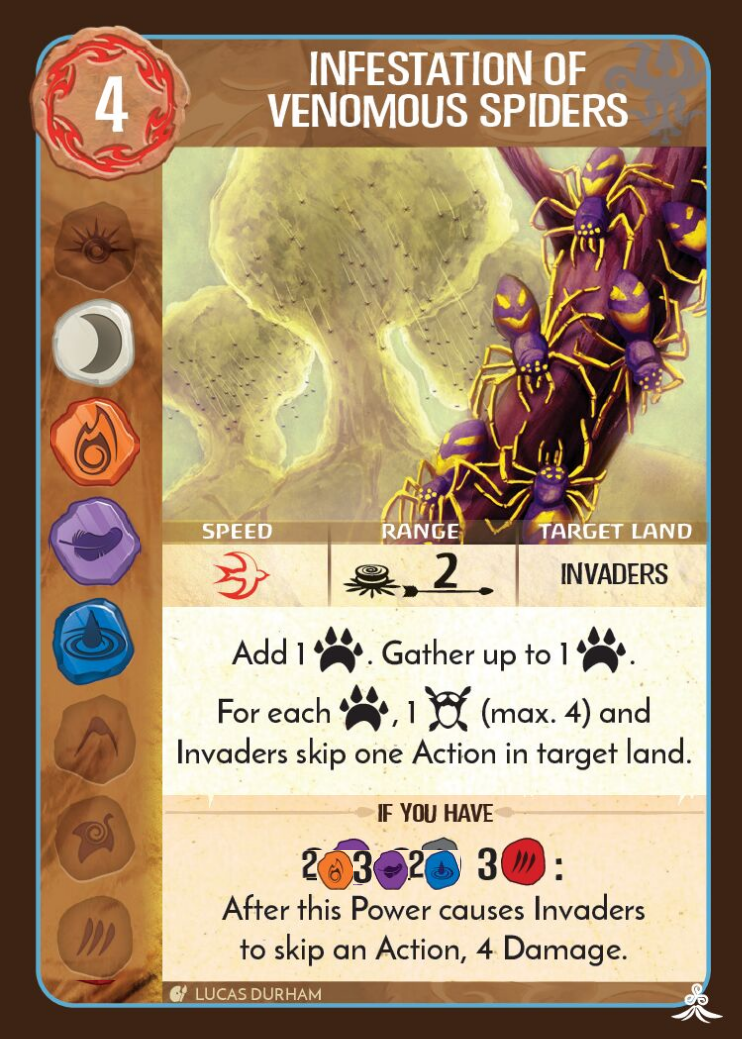 4
INFESTATION OF
VENOMOUS SPIDERS
SPEED RANGE TARGET LAND
2 INVADERS
Add 1 . Gather up to 1 .
For each , 1 (max. 4) and
Invaders skip one Action in target land.
IF YOU HAVE
2 3 2 3 :
After this Power causes Invaders
to skip an Action, 4 Damage.
LUCAS DURHAM